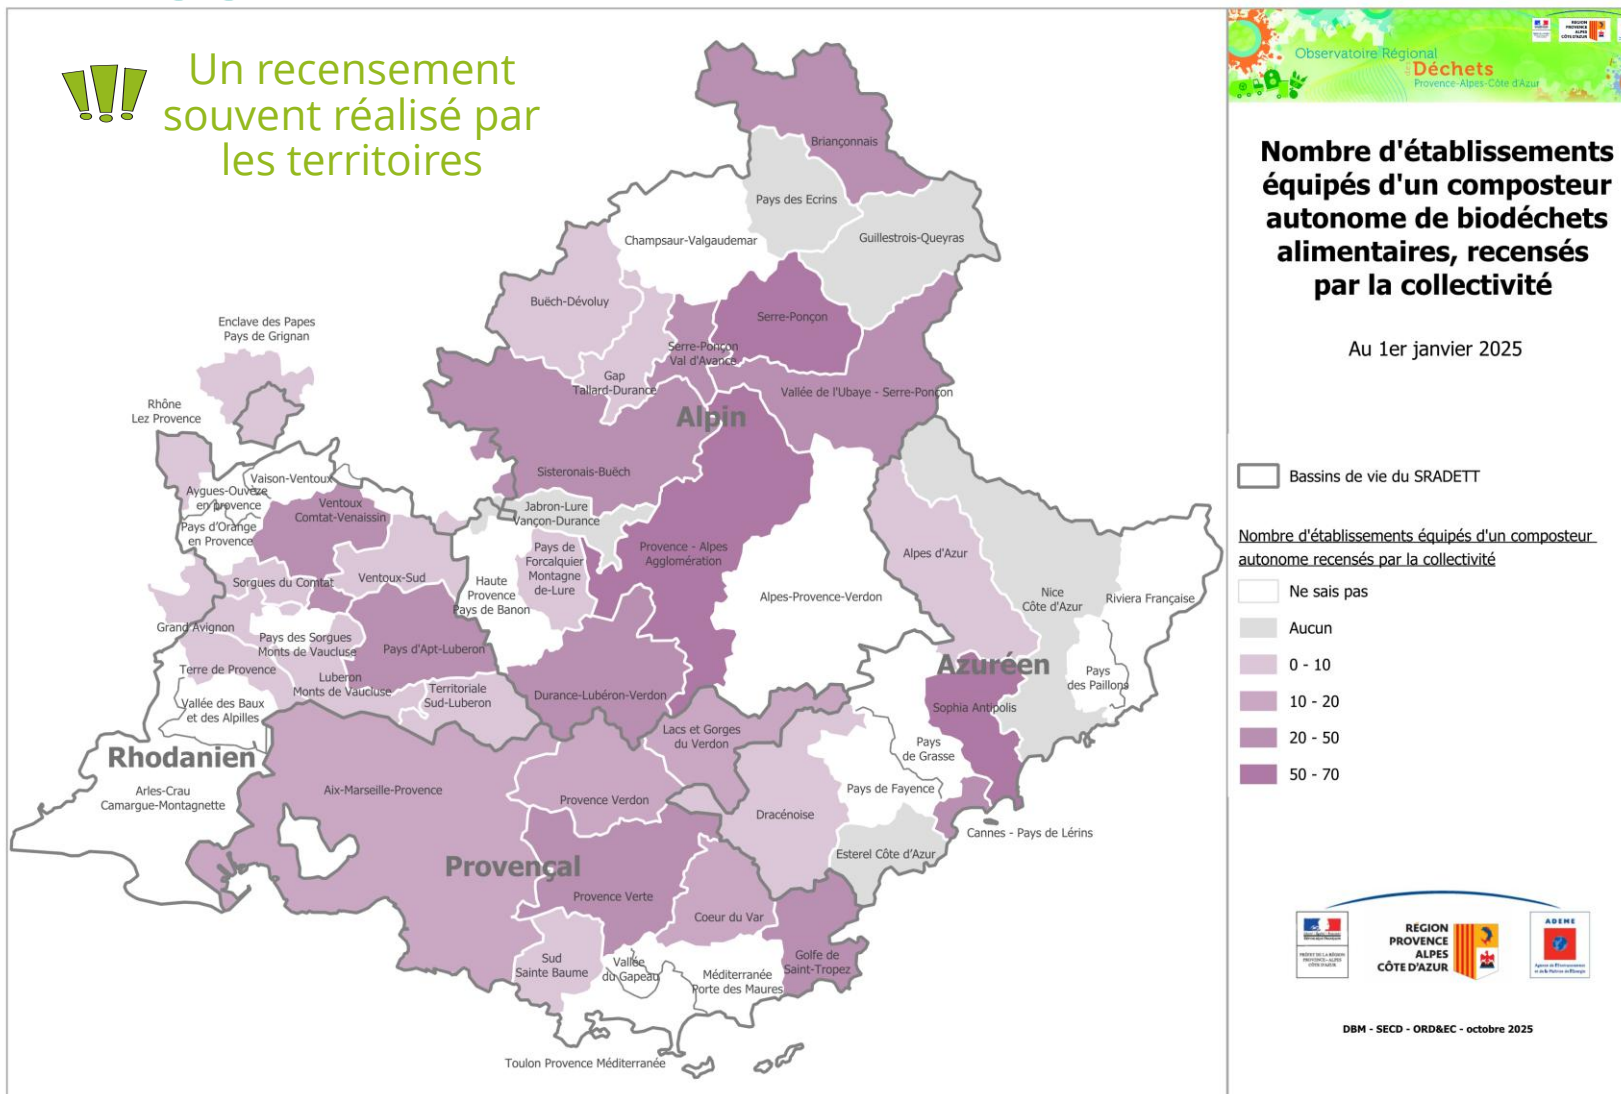 Un recensement
souvent réalisé par
les territoires
Briançonnais
Pays des Ecrins
Champsaur-Valgaudemar
Guillestrois-Queyras
Buëch-Dévoluy
Serre-Ponçon
Enclave des Papes
Pays de Grignan
Serre-Ponçon
Val d'Avance
Gap
Tallard-Durance
Vallée de l'Ubaye - Serre-Ponçon
Rhône
Lez Provence
Alpin
Sisteronais-Buëch
Vaison-Ventoux
Aygues-Ouvèze
en provence
Ventoux
Comtat-Venaissin
Jabron-Lure
Vançon-Durance
Pays d'Orange
en Provence
Provence - Alpes
Agglomération
Pays de
Forcalquier
Montagne
de-Lure
Alpes d'Azur
Sorgues du Comtat
Ventoux-Sud
Haute
Provence
Pays de Banon
Alpes-Provence-Verdon
Nice
Côte d'Azur
Riviera Française
Grand Avignon
Pays des Sorgues
Monts de Vaucluse
Pays d'Apt-Luberon
Azuréen
Terre de Provence
Luberon
Monts de Vaucluse
Territoriale
Sud-Luberon
Durance-Lubéron-Verdon
Pays
des Paillons
Vallée des Baux
et des Alpilles
Sophia Antipolis
Lacs et Gorges
du Verdon
Pays
de Grasse
Rhodanien
Arles-Crau
Camargue-Montagnette
Aix-Marseille-Provence
Provence Verdon
Pays de Fayence
Dracénoise
Cannes - Pays de Lérins
Esterel Côte d'Azur
Provençal
Provence Verte
Coeur du Var
Golfe de
Saint-Tropez
Sud
Sainte Baume
Vallée
du Gapeau
Méditerranée
Porte des Maures
Toulon Provence Méditerranée
Observatoire Régional
des Déchets
Provence-Alpes-Côte d'Azur
Nombre d'établissements
équipés d'un composteur
autonome de biodéchets
alimentaires, recensés
par la collectivité
Au 1er janvier 2025
Bassins de vie du SRADETT
Nombre d'établissements équipés d'un composteur
autonome recensés par la collectivité
Ne sais pas
Aucun
0 - 10
10 - 20
20 - 50
50 - 70
RÉGION
PROVENCE
ALPES
CÔTE D'AZUR
ADEME
DBM - SECD - ORD&EC - octobre 2025